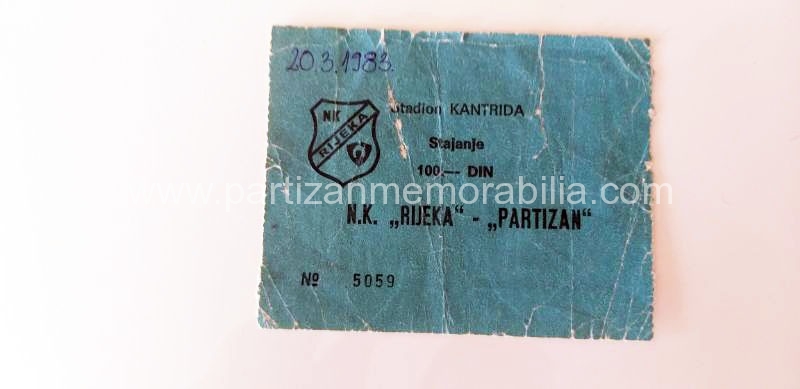 20.3.1983.
NK
RIJEKA
Stadion KANTRIDA
Stajanje
100.— DIN
www.partizanmemorabilia.com
N.K. „RIJEKA“ - „PARTIZAN“
№ 5059